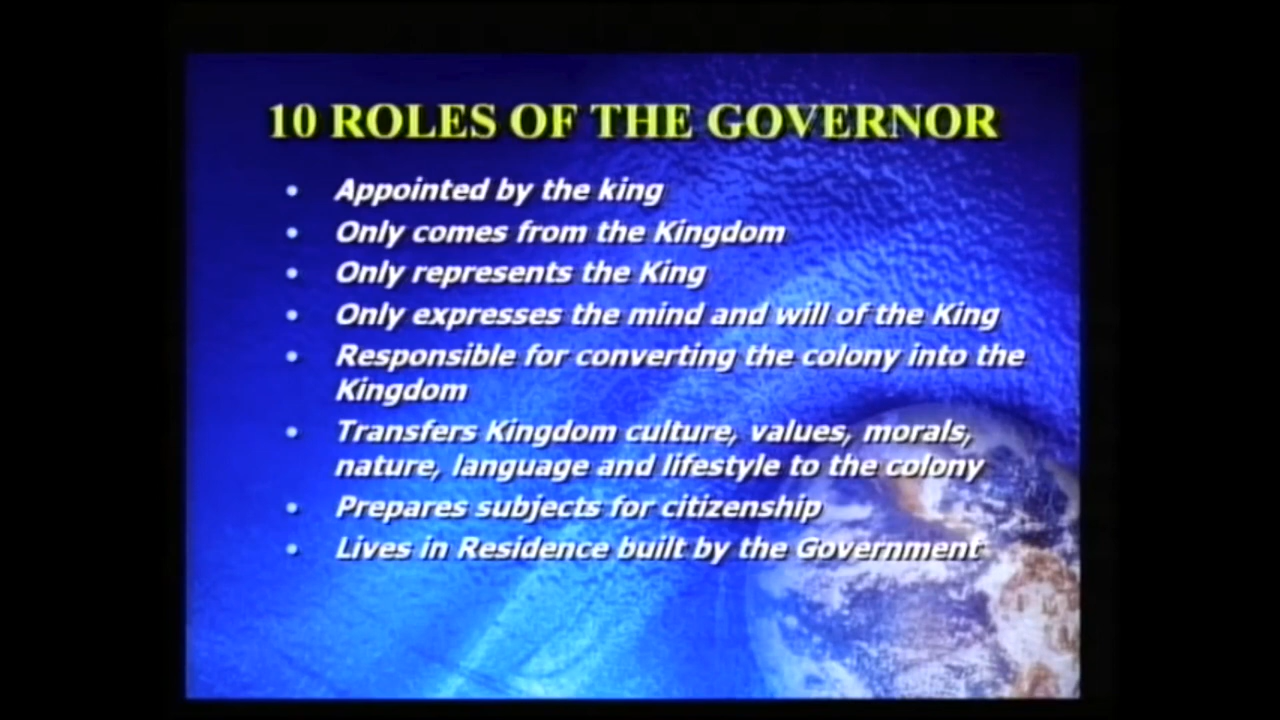 10 ROLES OF THE GOVERNOR
• Appointed by the king
• Only comes from the Kingdom
• Only represents the King
• Only expresses the mind and will of the King
• Responsible for converting the colony into the
Kingdom
• Transfers Kingdom culture, values, morals,
nature, language and lifestyle to the colony
• Prepares subjects for citizenship
• Lives in Residence built by the Government